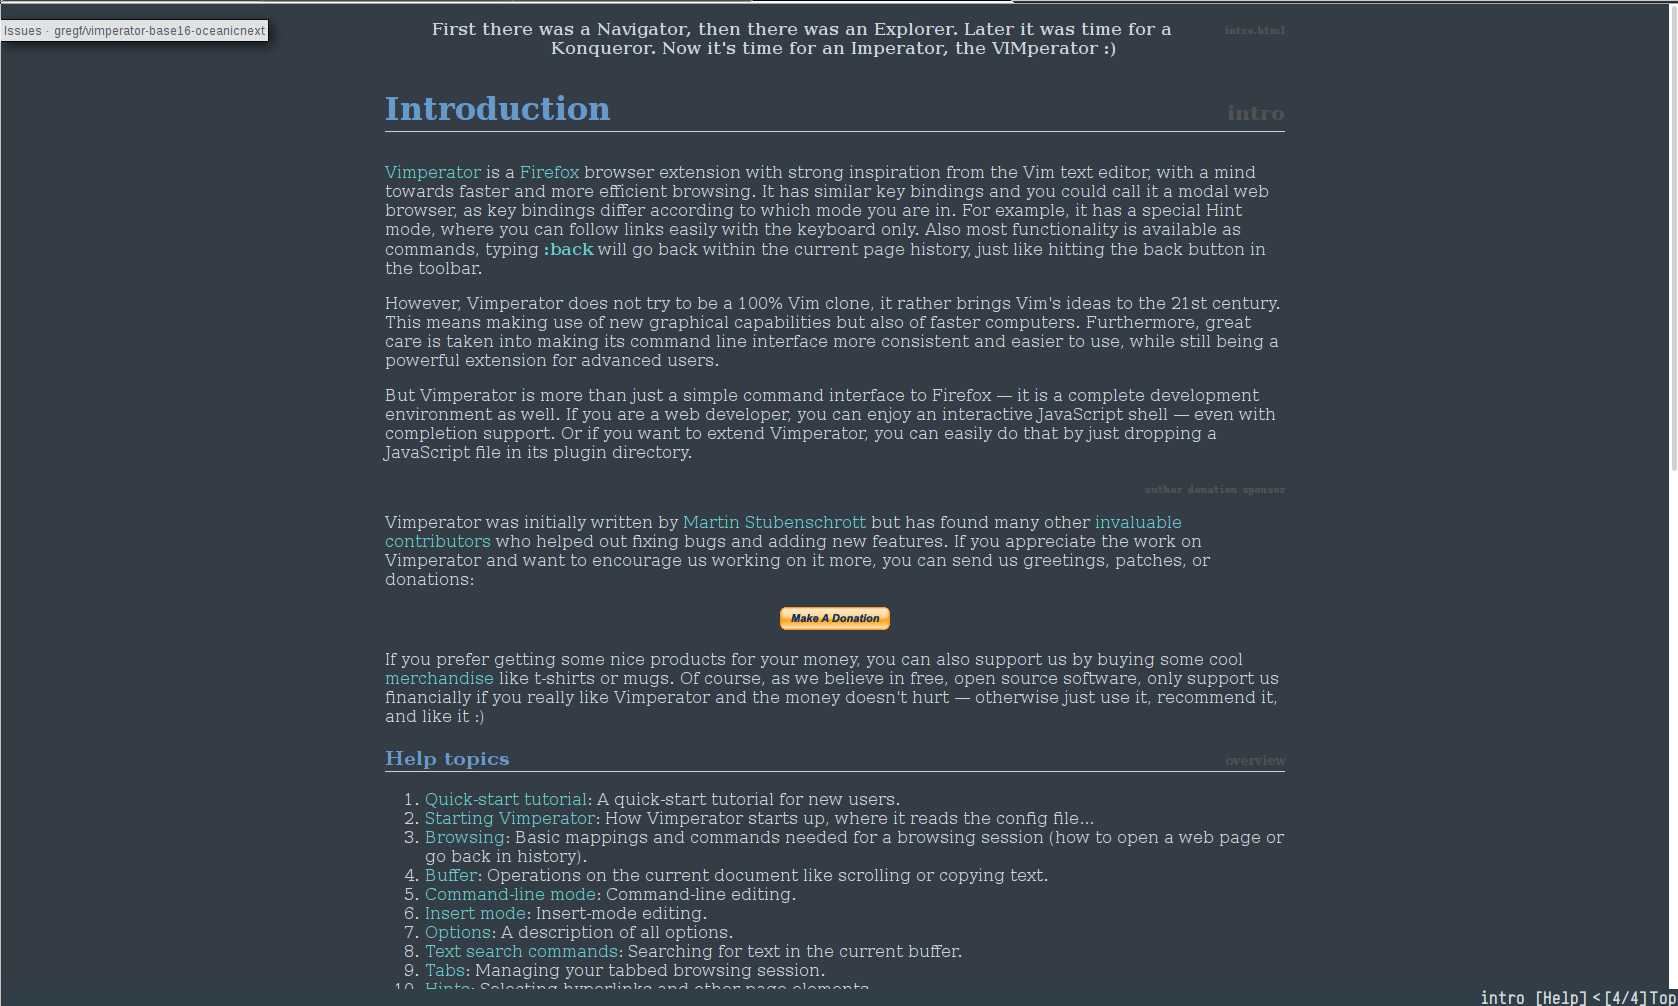 Issues · gregf/vimperator-base16-oceanicnext
First there was a Navigator, then there was an Explorer. Later it was time for a
Konqueror. Now it's time for an Imperator, the VIMperator :)
intro.html
Introduction
intro
Vimperator is a Firefox browser extension with strong inspiration from the Vim text editor, with a mind
towards faster and more efficient browsing. It has similar key bindings and you could call it a modal web
browser, as key bindings differ according to which mode you are in. For example, it has a special Hint
mode, where you can follow links easily with the keyboard only. Also most functionality is available as
commands, typing :back will go back within the current page history, just like hitting the back button in
the toolbar.
However, Vimperator does not try to be a 100% Vim clone, it rather brings Vim's ideas to the 21st century.
This means making use of new graphical capabilities but also of faster computers. Furthermore, great
care is taken into making its command line interface more consistent and easier to use, while still being a
powerful extension for advanced users.
But Vimperator is more than just a simple command interface to Firefox — it is a complete development
environment as well. If you are a web developer, you can enjoy an interactive JavaScript shell — even with
completion support. Or if you want to extend Vimperator, you can easily do that by just dropping a
JavaScript file in its plugin directory.
author donation sponsor
Vimperator was initially written by Martin Stubenschrott but has found many other invaluable
contributors who helped out fixing bugs and adding new features. If you appreciate the work on
Vimperator and want to encourage us working on it more, you can send us greetings, patches, or
donations:
Make A Donation
If you prefer getting some nice products for your money, you can also support us by buying some cool
merchandise like t-shirts or mugs. Of course, as we believe in free, open source software, only support us
financially if you really like Vimperator and the money doesn't hurt — otherwise just use it, recommend it,
and like it :)
Help topics
overview
1. Quick-start tutorial: A quick-start tutorial for new users.
2. Starting Vimperator: How Vimperator starts up, where it reads the config file...
3. Browsing: Basic mappings and commands needed for a browsing session (how to open a web page or
go back in history).
4. Buffer: Operations on the current document like scrolling or copying text.
5. Command-line mode: Command-line editing.
6. Insert mode: Insert-mode editing.
7. Options: A description of all options.
8. Text search commands: Searching for text in the current buffer.
9. Tabs: Managing your tabbed browsing session.
10. Hints: Selecting hyperlinks and other page elements.
intro [Help] < [4/4] Top